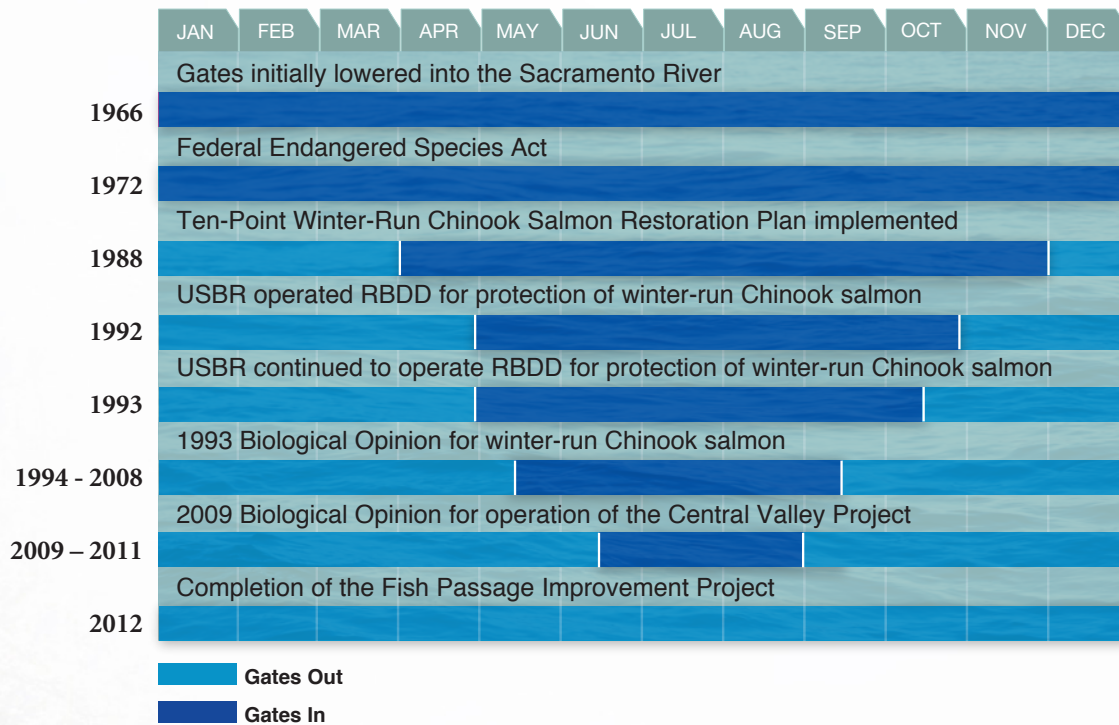 JAN FEB MAR APR MAY JUN JUL AUG SEP OCT NOV DEC
Gates initially lowered into the Sacramento River
1966
Federal Endangered Species Act
1972
Ten-Point Winter-Run Chinook Salmon Restoration Plan implemented
1988
USBR operated RBDD for protection of winter-run Chinook salmon
1992
USBR continued to operate RBDD for protection of winter-run Chinook salmon
1993
1993 Biological Opinion for winter-run Chinook salmon
1994 - 2008
2009 Biological Opinion for operation of the Central Valley Project
2009 – 2011
Completion of the Fish Passage Improvement Project
2012
Gates Out
Gates In